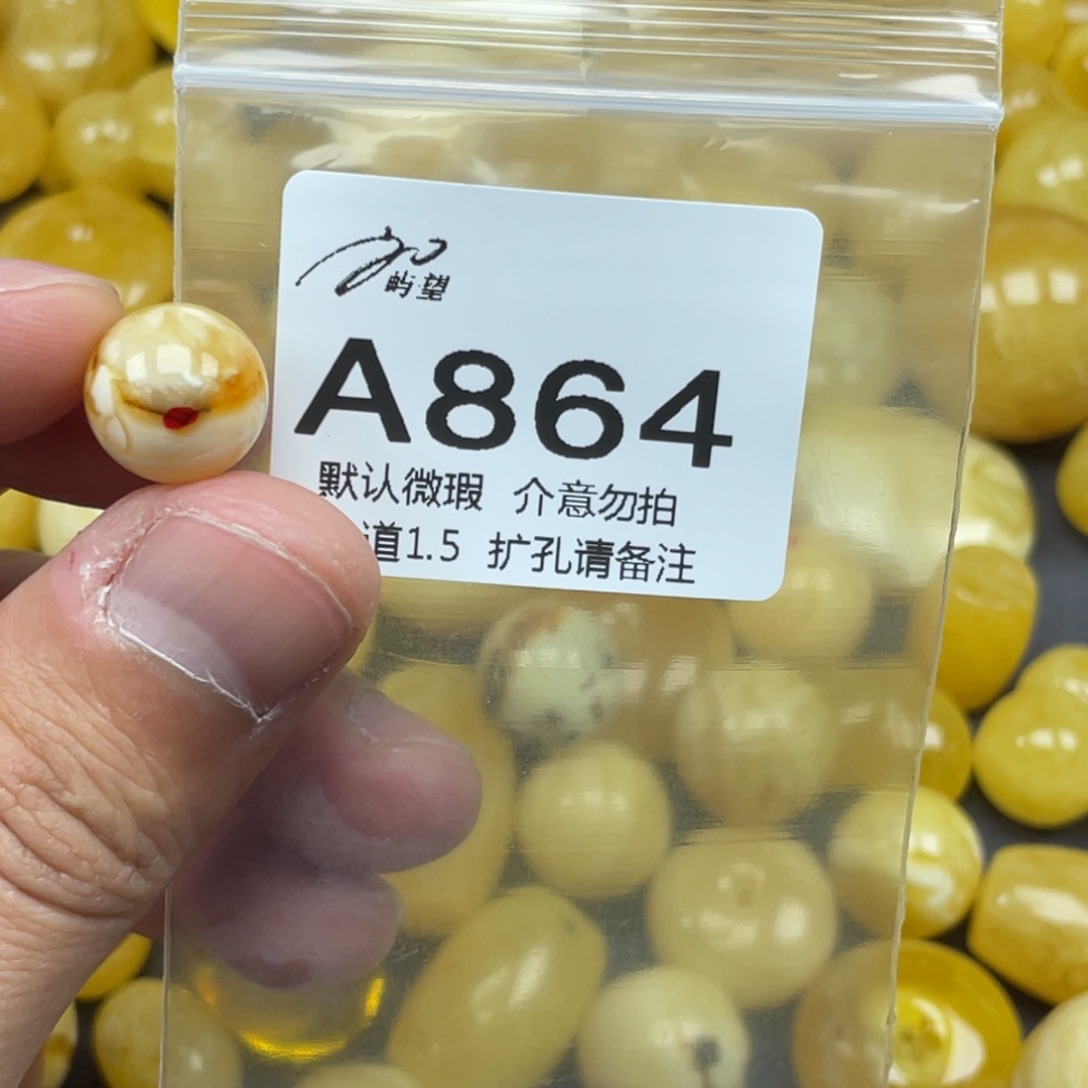 屿望
A864
默认微瑕 介意勿拍
道1.5 扩孔请备注